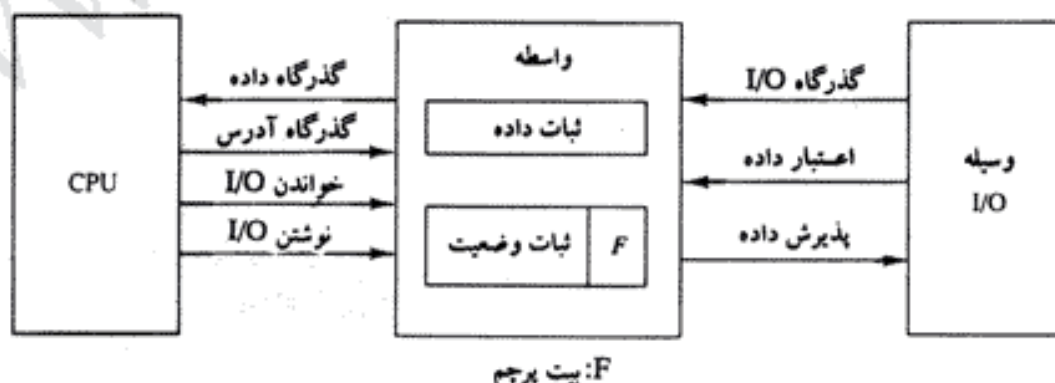 واسطه
گذرگاه داده
گذرگاه آدرس
خواندن I/O
نوشتن I/O
CPU
ثبات داده
ثبات وضعیت
F
گذرگاه I/O
اعتبار داده
پذیرش داده
وسیله
I/O
F: بیت پرچم